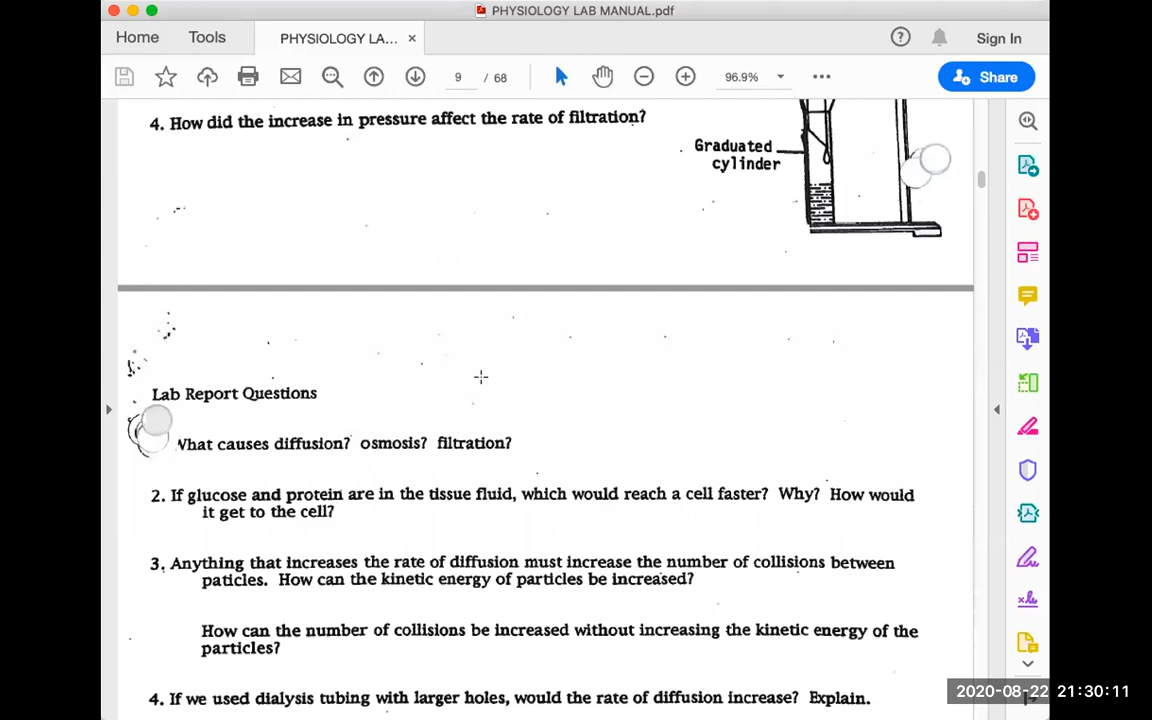 PHYSIOLOGY LAB MANUAL.pdf
Home
Tools
PHYSIOLOGY LA...
Sign In
9 / 68
96.9%
Share
4. How did the increase in pressure affect the rate of filtration?
Graduated
cylinder
Lab Report Questions
What causes diffusion? osmosis? filtration?
2. If glucose and protein are in the tissue fluid, which would reach a cell faster? Why? How would
it get to the cell?
3. Anything that increases the rate of diffusion must increase the number of collisions between
paticles. How can the kinetic energy of particles be increased?
How can the number of collisions be increased without increasing the kinetic energy of the
particles?
4. If we used dialysis tubing with larger holes, would the rate of diffusion increase? Explain.
2020-08-22 21:30:11